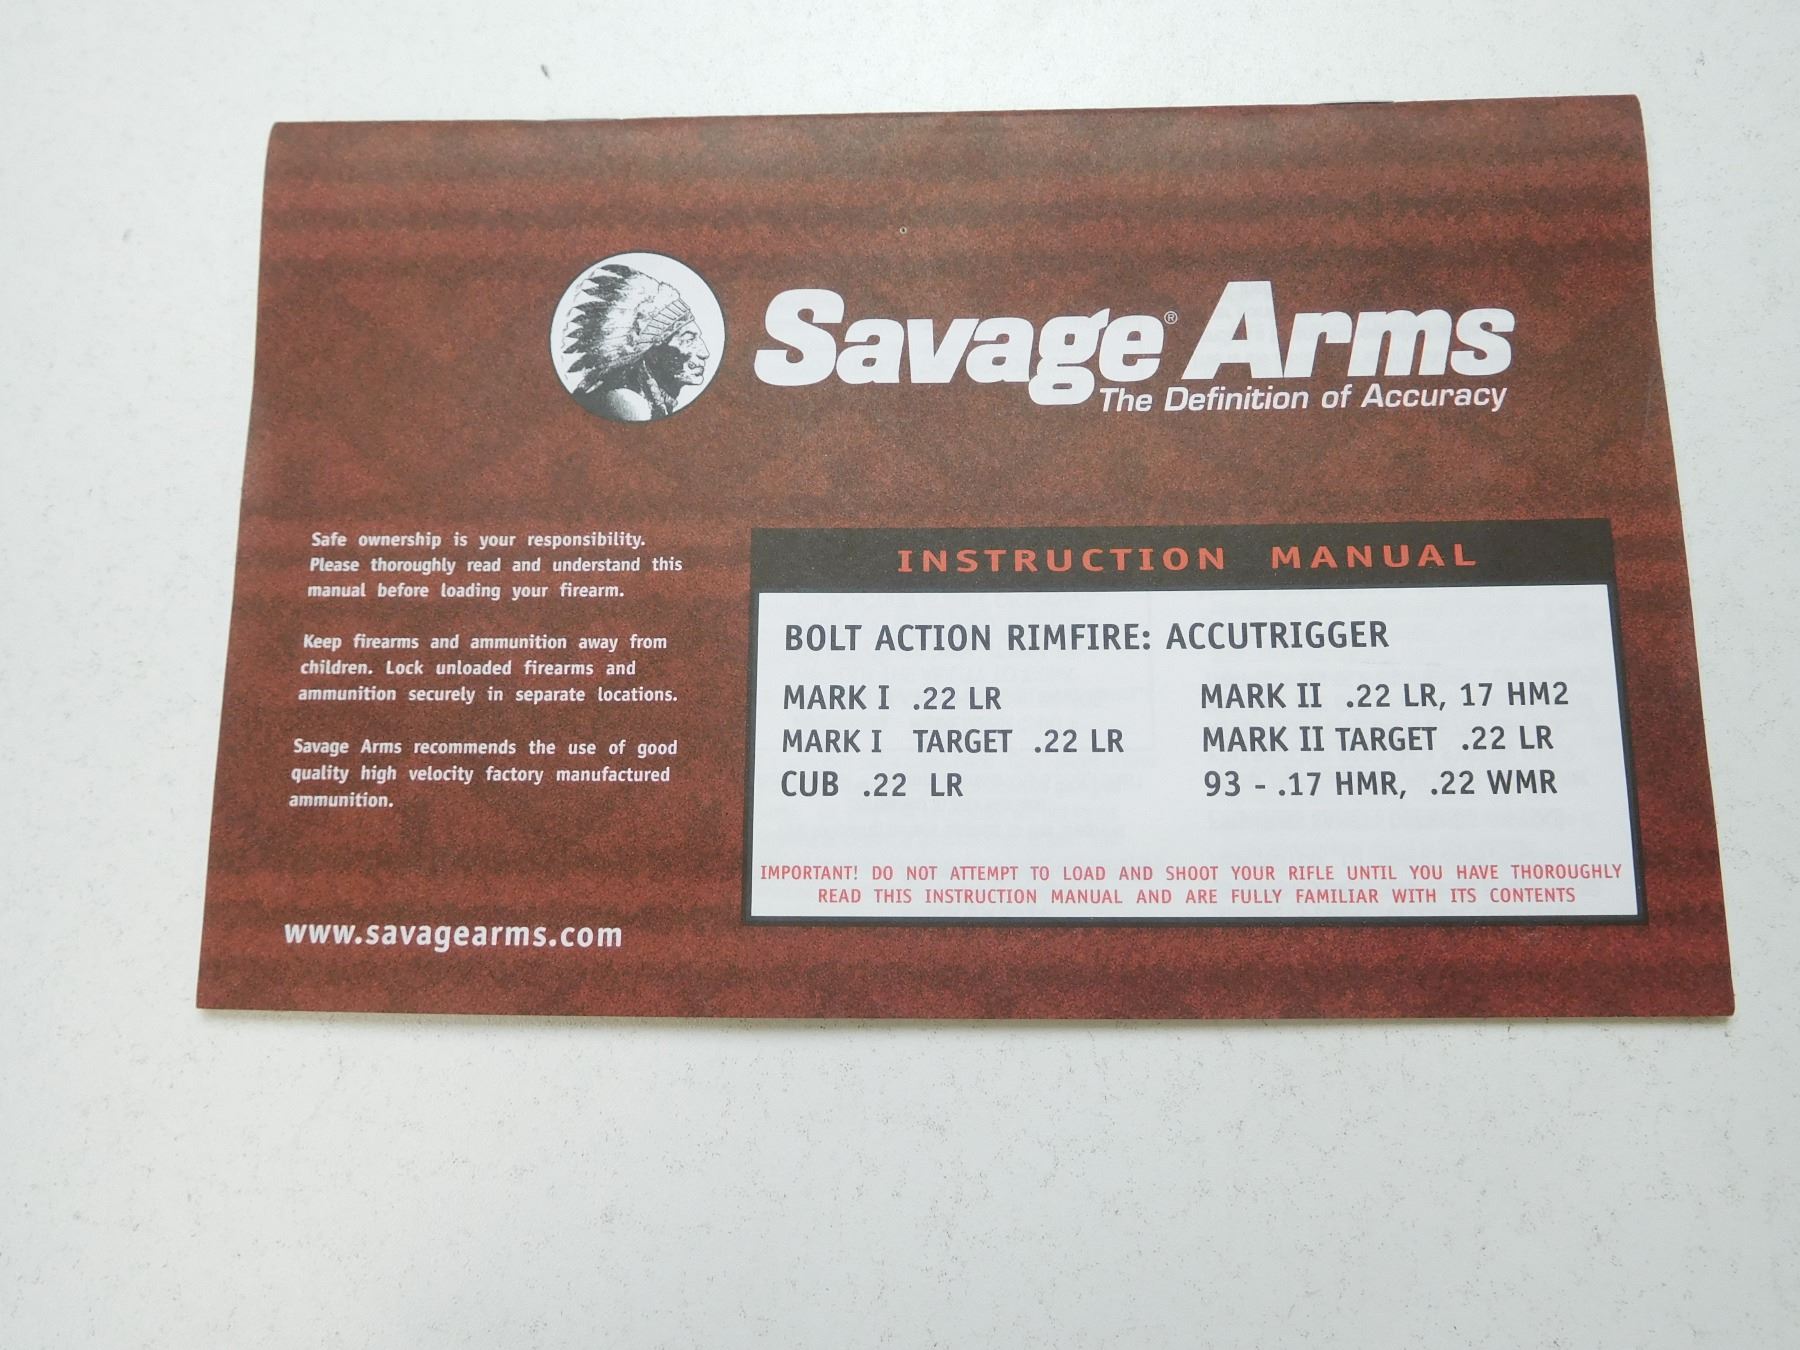 Savage® Arms
The Definition of Accuracy
Safe ownership is your responsibility.
Please thoroughly read and understand this
manual before loading your firearm.
Keep firearms and ammunition away from
children. Lock unloaded firearms and
ammunition securely in separate locations.
Savage Arms recommends the use of good
quality high velocity factory manufactured
ammunition.
www.savagearms.com
INSTRUCTION MANUAL
BOLT ACTION RIMFIRE: ACCUTRIGGER
MARK I .22 LR
MARK I TARGET .22 LR
CUB .22 LR
MARK II .22 LR, 17 HM2
MARK II TARGET .22 LR
93 - .17 HMR, .22 WMR
IMPORTANT! DO NOT ATTEMPT TO LOAD AND SHOOT YOUR RIFLE UNTIL YOU HAVE THOROUGHLY
READ THIS INSTRUCTION MANUAL AND ARE FULLY FAMILIAR WITH ITS CONTENTS